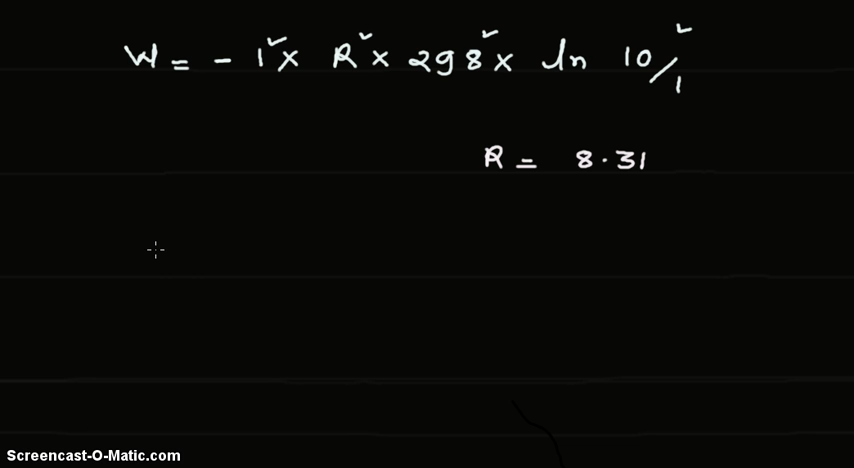 W = - 1 × R × 298 × ln 10/1
R = 8.31
Screencast-O-Matic.com